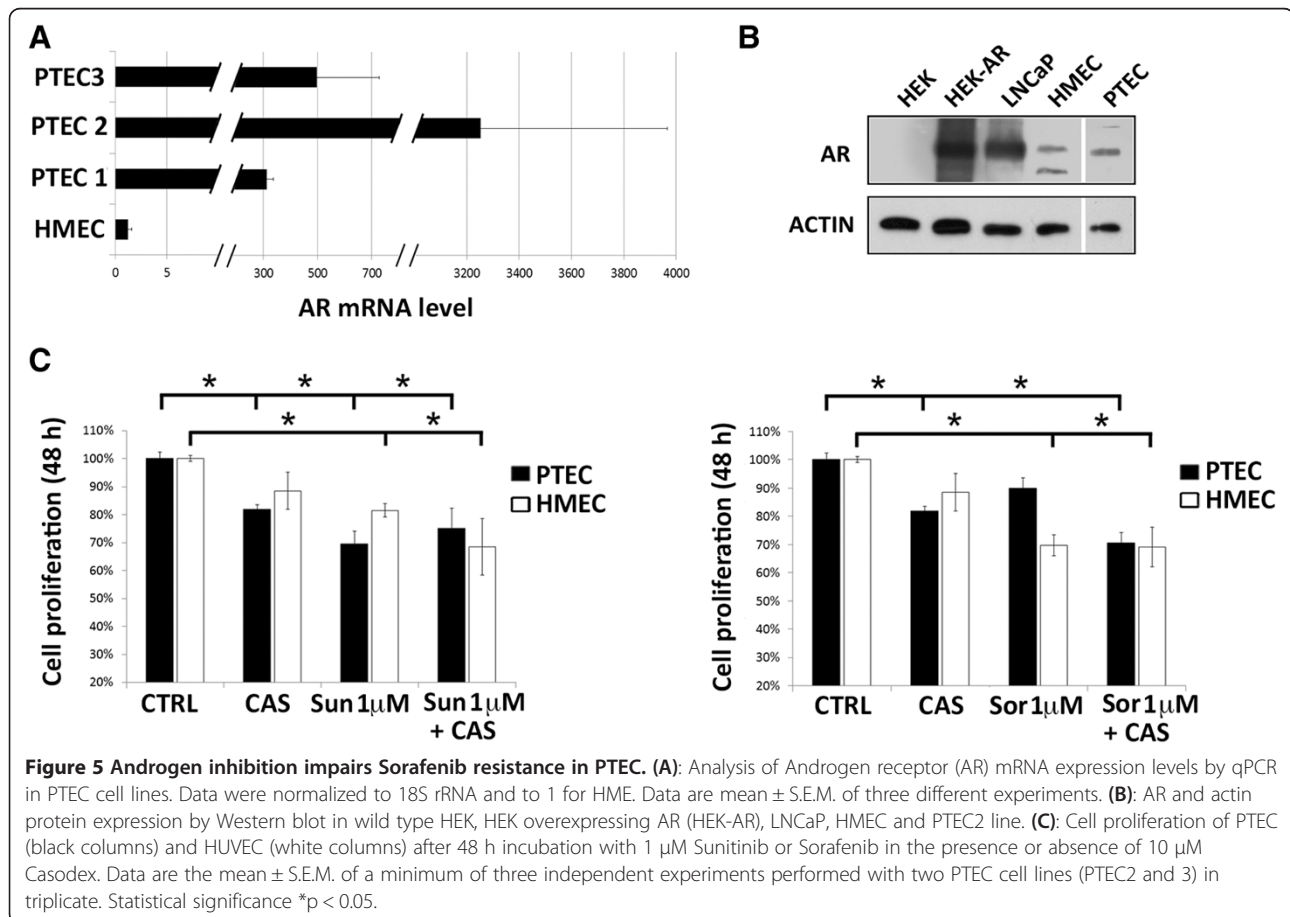 A
PTEC3
PTEC 2
PTEC 1
HMEC
0 5 300 500 700 3200 3400 3600 3800 4000
AR mRNA level
B
HEK HEK-AR LNCaP HMEC PTEC
AR
ACTIN
C
* * *
* *
110%
100%
90%
80%
70%
60%
50%
40%
30%
20%
Cell proliferation (48 h)
PTEC
HMEC
CTRL CAS Sun 1μM Sun 1μM
+ CAS
* *
* *
110%
100%
90%
80%
70%
60%
50%
40%
30%
20%
Cell proliferation (48 h)
PTEC
HMEC
CTRL CAS Sor 1μM Sor 1μM
+ CAS
Figure 5 Androgen inhibition impairs Sorafenib resistance in PTEC. (A): Analysis of Androgen receptor (AR) mRNA expression levels by qPCR
in PTEC cell lines. Data were normalized to 18S rRNA and to 1 for HME. Data are mean ± S.E.M. of three different experiments. (B): AR and actin
protein expression by Western blot in wild type HEK, HEK overexpressing AR (HEK-AR), LNCaP, HMEC and PTEC2 line. (C): Cell proliferation of PTEC
(black columns) and HUVEC (white columns) after 48 h incubation with 1 μM Sunitinib or Sorafenib in the presence or absence of 10 μM
Casodex. Data are the mean ± S.E.M. of a minimum of three independent experiments performed with two PTEC cell lines (PTEC2 and 3) in
triplicate. Statistical significance *p < 0.05.